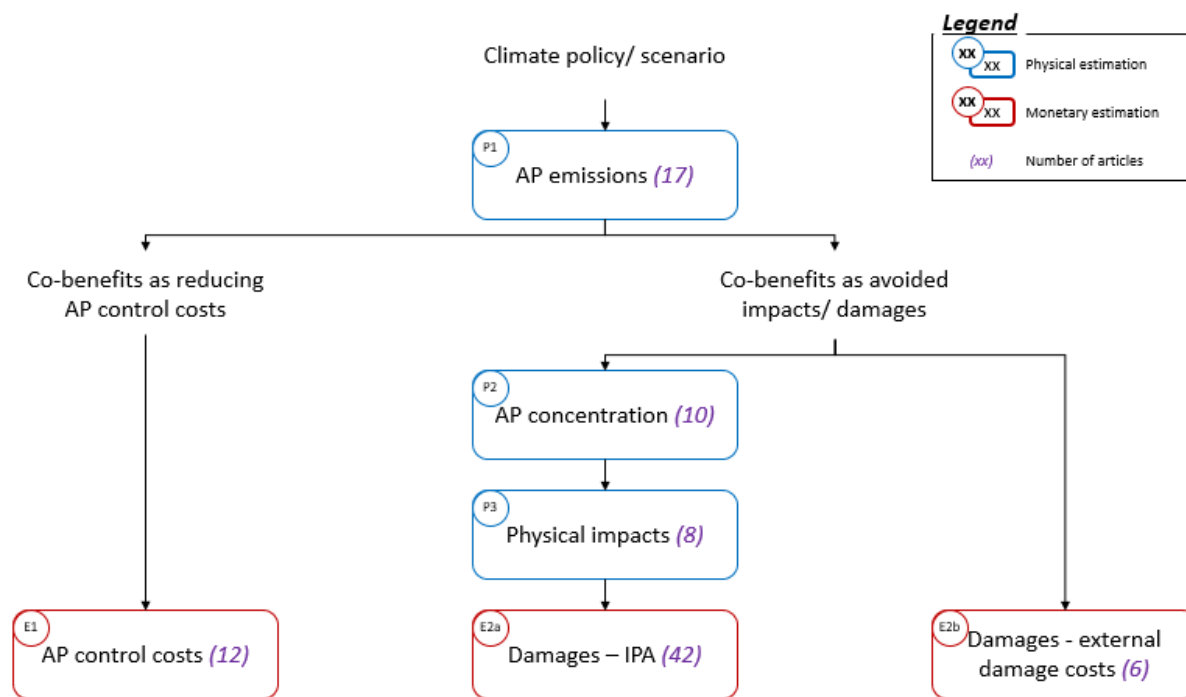 Legend
xx
xx
Physical estimation
xx
xx
Monetary estimation
(xx) Number of articles
Climate policy/ scenario
P1
AP emissions (17)
Co-benefits as reducing
AP control costs
Co-benefits as avoided
impacts/ damages
P2
AP concentration (10)
P3
Physical impacts (8)
E1
AP control costs (12)
E2a
Damages – IPA (42)
E2b
Damages - external
damage costs (6)